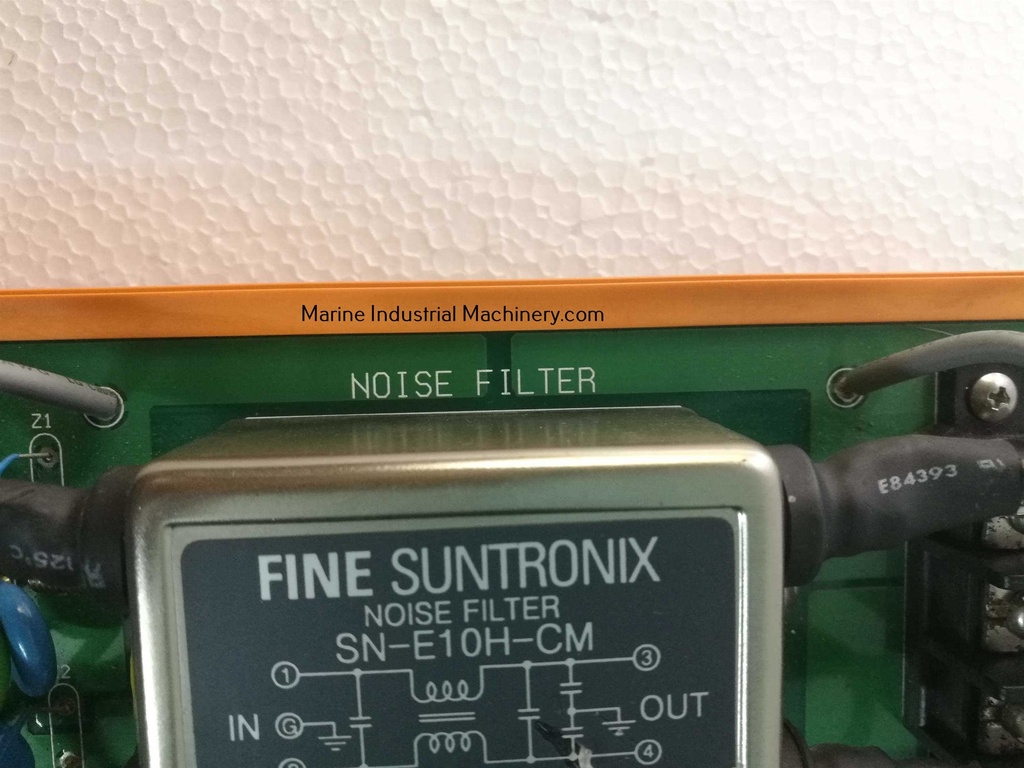 Marine Industrial Machinery.com
NOISE FILTER
Z1
E84393
125°C
FINE SUNTRONIX
NOISE FILTER
SN-E10H-CM
1
3
IN
G
OUT
4